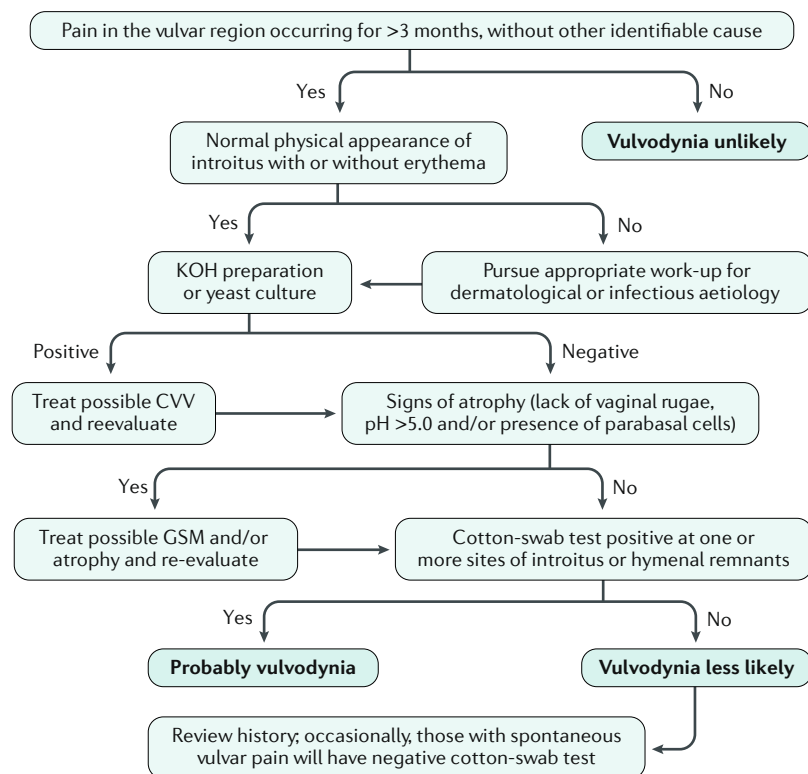 Pain in the vulvar region occurring for >3 months, without other identifiable cause
Yes
No
Normal physical appearance of
introitus with or without erythema
Vulvodynia unlikely
Yes
No
KOH preparation
or yeast culture
Pursue appropriate work-up for
dermatological or infectious aetiology
Positive
Negative
Treat possible CVV
and reevaluate
Signs of atrophy (lack of vaginal rugae,
pH >5.0 and/or presence of parabasal cells)
Yes
No
Treat possible GSM and/or
atrophy and re-evaluate
Cotton-swab test positive at one or
more sites of introitus or hymenal remnants
Yes
No
Probably vulvodynia
Vulvodynia less likely
Review history; occasionally, those with spontaneous
vulvar pain will have negative cotton-swab test